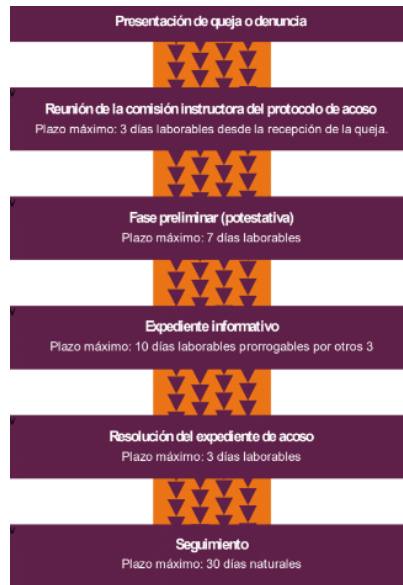 Presentación de queja o denuncia
Reunión de la comisión instructora del protocolo de acoso
Plazo máximo: 3 días laborables desde la recepción de la queja.
Fase preliminar (potestativa)
Plazo máximo: 7 días laborables
Expediente informativo
Plazo máximo: 10 días laborables prorrogables por otros 3
Resolución del expediente de acoso
Plazo máximo: 3 días laborables
Seguimiento
Plazo máximo: 30 días naturales